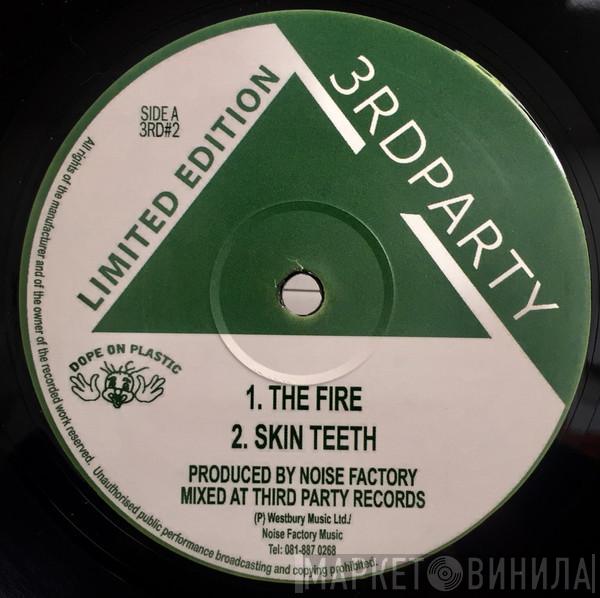 SIDE A
3RD#2
LIMITED EDITION
3RDPARTY
DOPE ON PLASTIC
1. THE FIRE
2. SKIN TEETH
PRODUCED BY NOISE FACTORY
MIXED AT THIRD PARTY RECORDS
(P) Westbury Music Ltd./
Noise Factory Music
Tel: 081-887 0268
All rights of the manufacturer and of the owner of the recorded work reserved. Unauthorised public performance broadcasting and copying prohibited.
МАРКЕТ ВИНИЛА